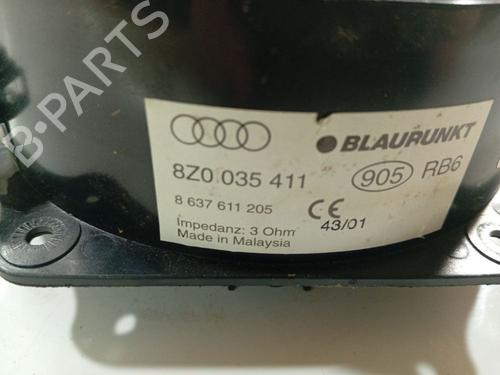 B-PARTS
BLAUPUNKT
8Z0 035 411
905 RB6
8 637 611 205
CE
43/01
Impedanz: 3 Ohm
Made in Malaysia